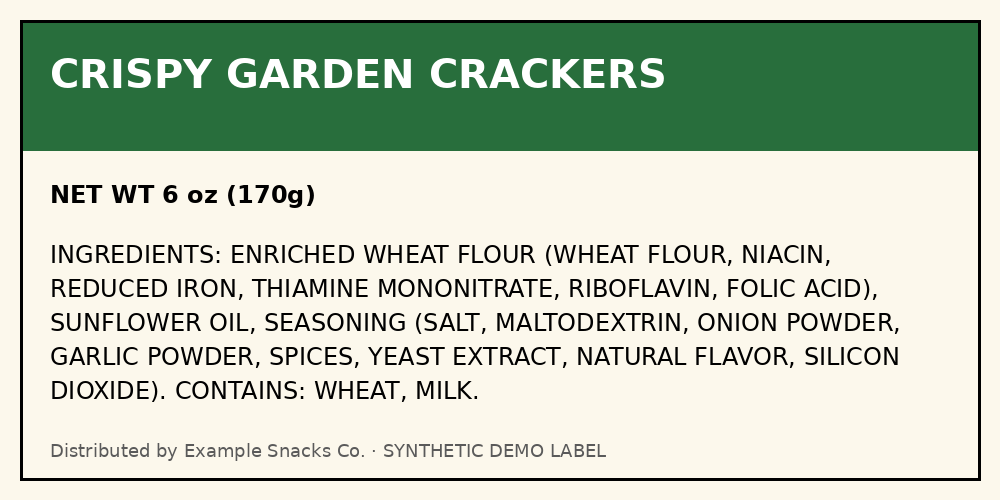 CRISPY GARDEN CRACKERS
NET WT 6 oz (170g)
INGREDIENTS: ENRICHED WHEAT FLOUR (WHEAT FLOUR, NIACIN,
REDUCED IRON, THIAMINE MONONITRATE, RIBOFLAVIN, FOLIC ACID),
SUNFLOWER OIL, SEASONING (SALT, MALTODEXTRIN, ONION POWDER,
GARLIC POWDER, SPICES, YEAST EXTRACT, NATURAL FLAVOR, SILICON
DIOXIDE). CONTAINS: WHEAT, MILK.
Distributed by Example Snacks Co. · SYNTHETIC DEMO LABEL